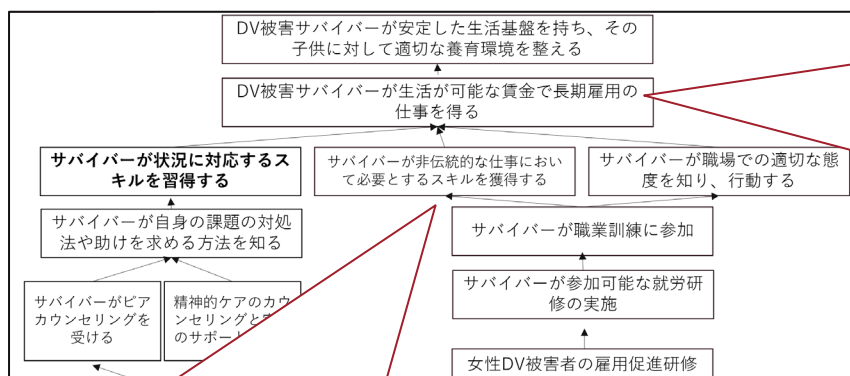 DV被害サバイバーが安定した生活基盤を持ち、その
子供に対して適切な養育環境を整える
DV被害サバイバーが生活が可能な賃金で長期雇用の
仕事を得る
サバイバーが状況に対応するス
キルを習得する
サバイバーが非伝統的な仕事におい
て必要とするスキルを獲得する
サバイバーが職場での適切な態
度を知り、行動する
サバイバーが自身の課題の対処
法や助けを求める方法を知る
サバイバーが職業訓練に参加
サバイバーがピア
カウンセリングを
受ける
精神的ケアのカウ
ンセリングと
のサポート
サバイバーが参加可能な就労研
修の実施
女性DV被害者の雇用促進研修